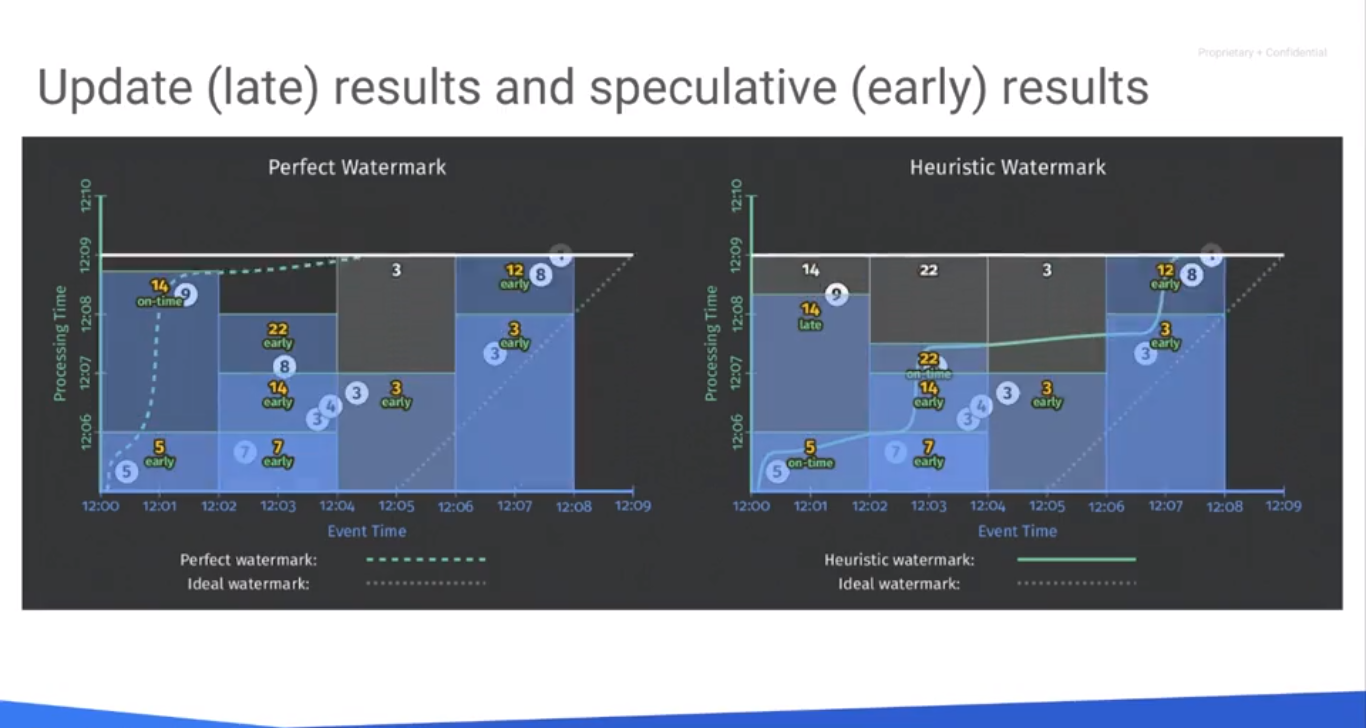 Proprietary + Confidential
Update (late) results and speculative (early) results
Perfect Watermark
Processing Time
12:10
12:09
12:08
12:07
12:06
14
on-time
9
3
12
early
8
22
early
8
3
early
3
14
early
3
4
3
3
early
5
early
5
7
7
early
12:00 12:01 12:02 12:03 12:04 12:05 12:06 12:07 12:08 12:09
Event Time
Perfect watermark:
Ideal watermark:
Heuristic Watermark
Processing Time
12:10
12:09
12:08
12:07
12:06
14
22
3
9
14
late
12
early
8
3
early
3
22
on-time
14
early
3
4
3
3
early
5
on-time
5
7
7
early
12:00 12:01 12:02 12:03 12:04 12:05 12:06 12:07 12:08 12:09
Event Time
Heuristic watermark:
Ideal watermark: